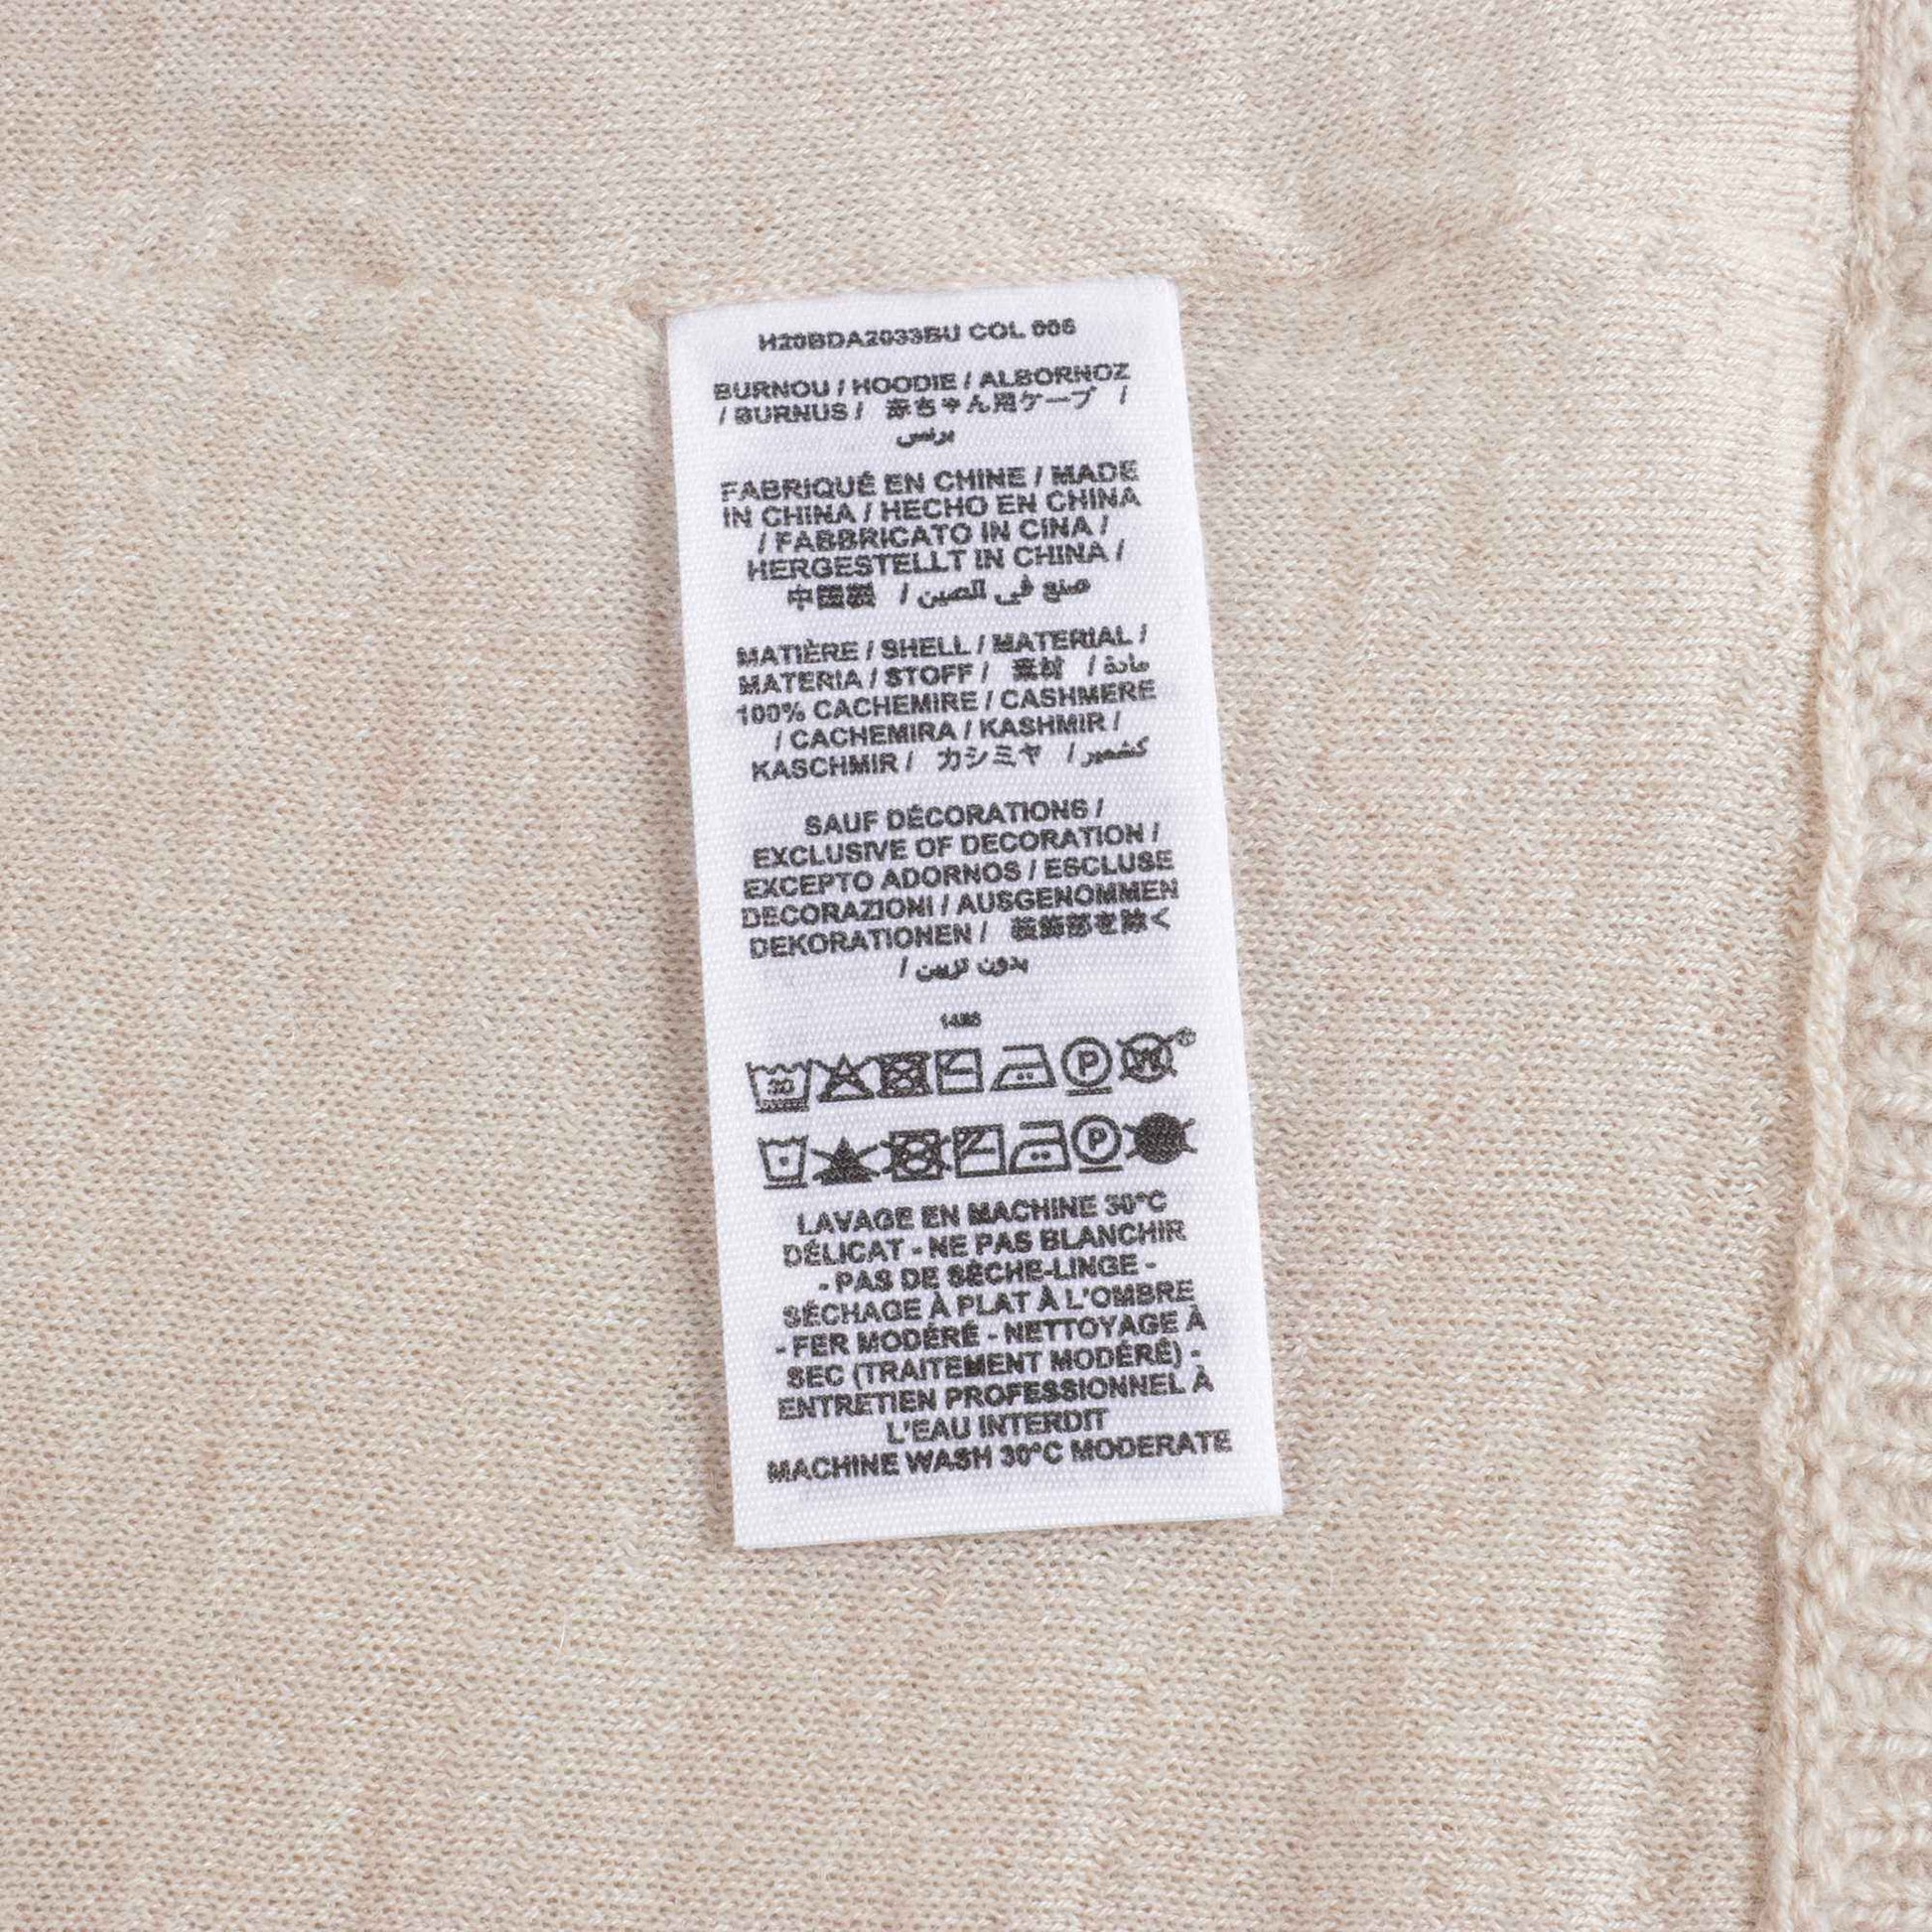 H20BDA2033BU COL 006
BURNOU / HOODIE / ALBORNOZ
/ BURNUS / 赤ちゃん用ケープ /
برنس
FABRIQUÉ EN CHINE / MADE
IN CHINA / HECHO EN CHINA
/ FABBRICATO IN CINA /
HERGESTELLT IN CHINA /
中国製 / صنع في الصين
MATIÈRE / SHELL / MATERIAL /
MATERIA / STOFF / 素材 / مادة
100% CACHEMIRE / CASHMERE
/ CACHEMIRA / KASHMIR /
KASCHMIR / カシミヤ / كشمير
SAUF DÉCORATIONS /
EXCLUSIVE OF DECORATION /
EXCEPTO ADORNOS / ESCLUSE
DECORAZIONI / AUSGENOMMEN
DEKORATIONEN / 装飾部を除く
/ بدون تزيين
30 P W
P
LAVAGE EN MACHINE 30°C
DÉLICAT - NE PAS BLANCHIR
- PAS DE SÈCHE-LINGE -
SÉCHAGE À PLAT À L'OMBRE
- FER MODÉRÉ - NETTOYAGE À
SEC (TRAITEMENT MODÉRÉ) -
ENTRETIEN PROFESSIONNEL À
L'EAU INTERDIT
MACHINE WASH 30°C MODERATE